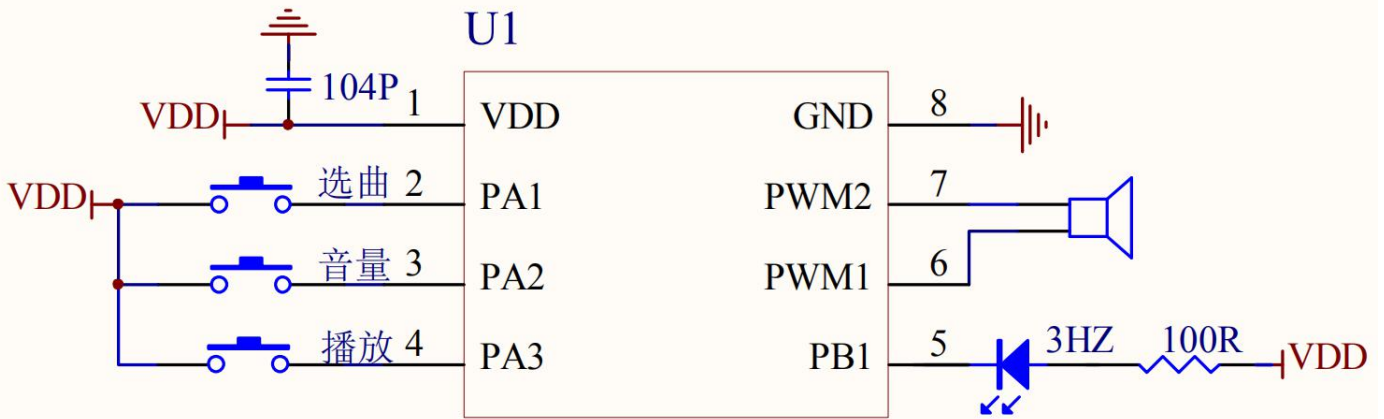 U1
104P
VDD 1 VDD GND 8
VDD 选曲 2 PA1 PWM2 7
音量 3 PA2 PWM1 6
播放 4 PA3 PB1 5 3HZ 100R VDD